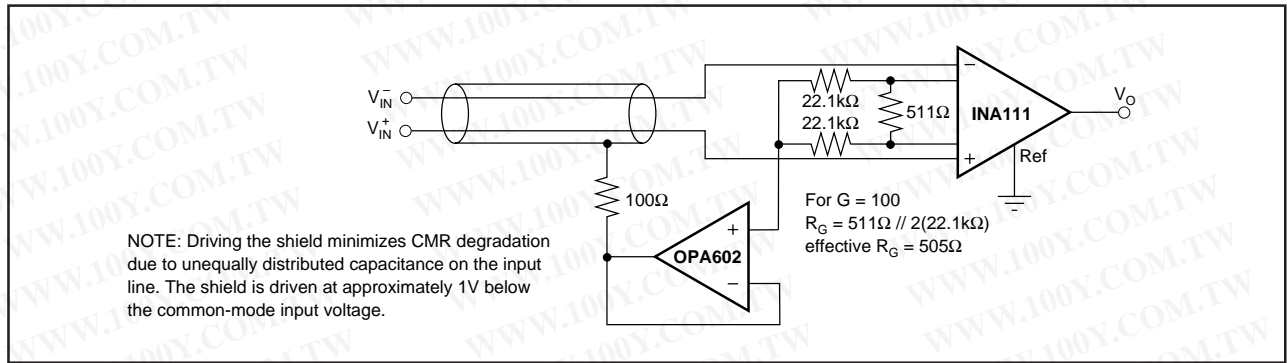 V⁻IN
V⁺IN
22.1kΩ
22.1kΩ
511Ω
−
INA111
+
Ref
VO
100Ω
+
OPA602
−
For G = 100
RG = 511Ω // 2(22.1kΩ)
effective RG = 505Ω
NOTE: Driving the shield minimizes CMR degradation
due to unequally distributed capacitance on the input
line. The shield is driven at approximately 1V below
the common-mode input voltage.
WWW.100Y.COM.TW